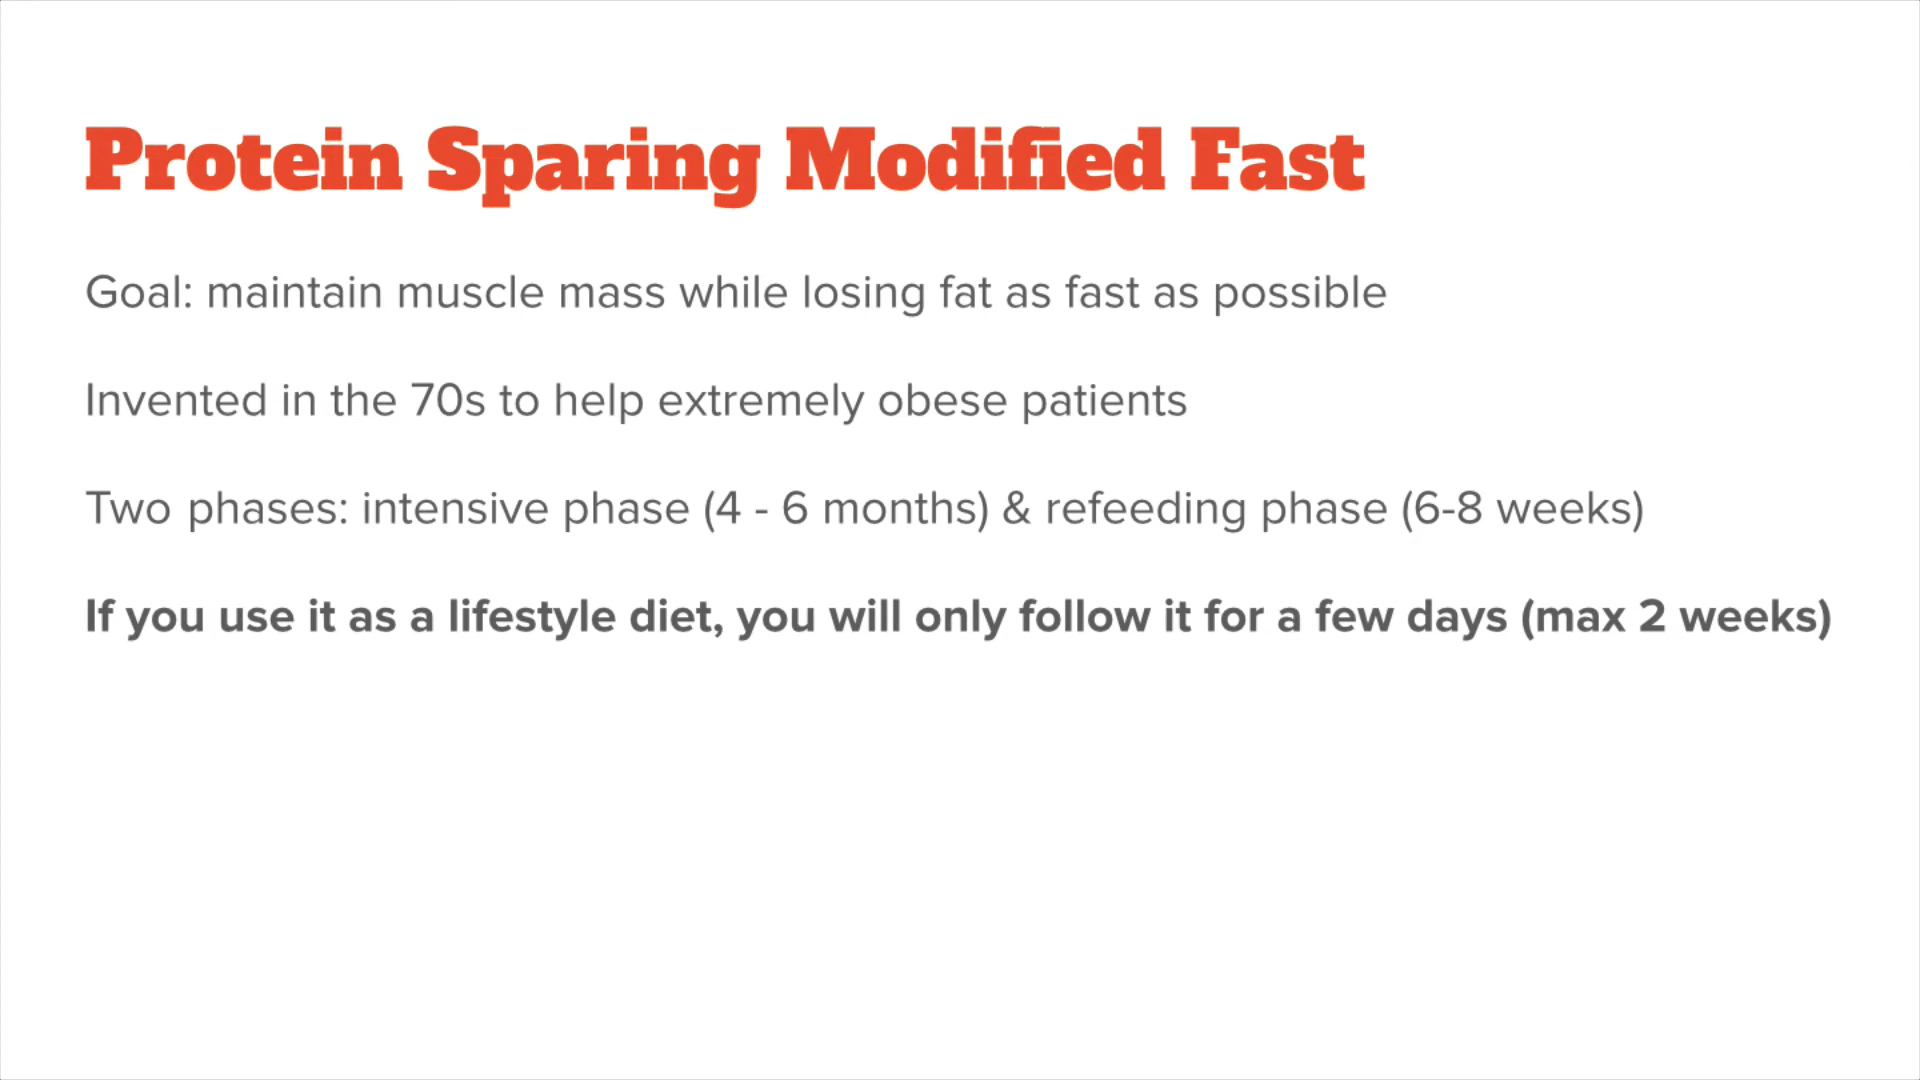 Protein Sparing Modified Fast
Goal: maintain muscle mass while losing fat as fast as possible
Invented in the 70s to help extremely obese patients
Two phases: intensive phase (4 - 6 months) & refeeding phase (6-8 weeks)
If you use it as a lifestyle diet, you will only follow it for a few days (max 2 weeks)